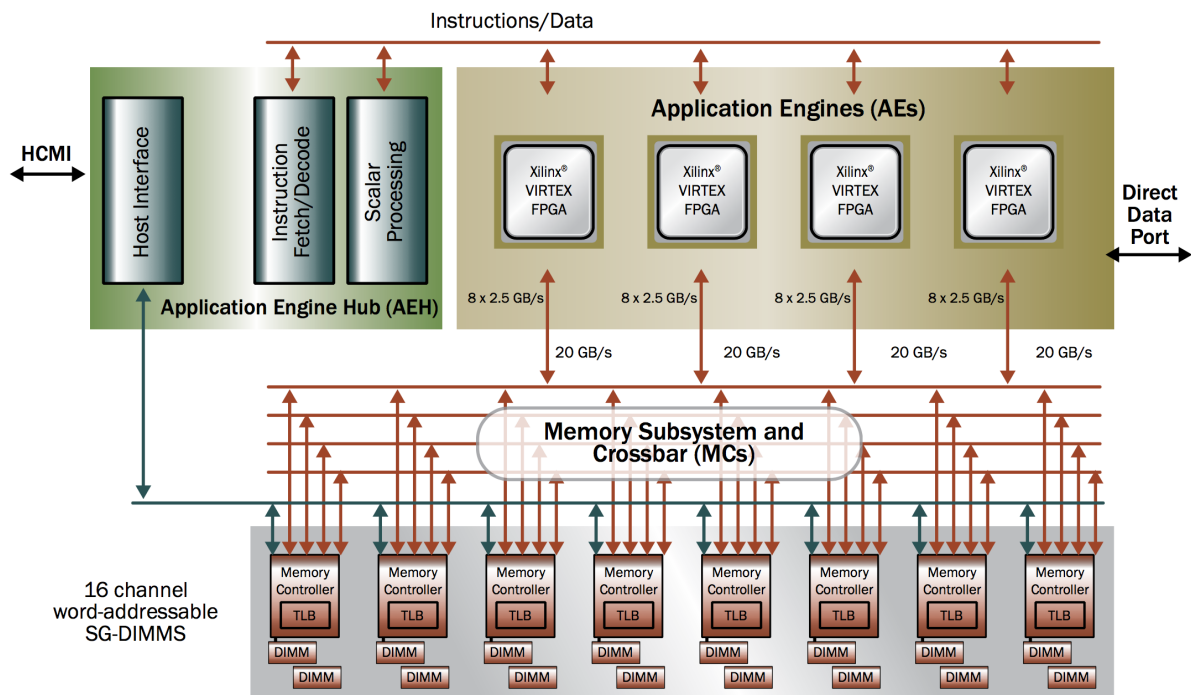 Instructions/Data
HCMI
Host Interface
Instruction
Fetch/Decode
Scalar
Processing
Application Engine Hub (AEH)
Application Engines (AEs)
Xilinx®
VIRTEX
FPGA
Xilinx®
VIRTEX
FPGA
Xilinx®
VIRTEX
FPGA
Xilinx®
VIRTEX
FPGA
Direct
Data
Port
8 x 2.5 GB/s
8 x 2.5 GB/s
8 x 2.5 GB/s
8 x 2.5 GB/s
20 GB/s
20 GB/s
20 GB/s
20 GB/s
Memory Subsystem and
Crossbar (MCs)
16 channel
word-addressable
SG-DIMMS
Memory
Controller
TLB
DIMM
DIMM
Memory
Controller
TLB
DIMM
DIMM
Memory
Controller
TLB
DIMM
DIMM
Memory
Controller
TLB
DIMM
DIMM
Memory
Controller
TLB
DIMM
DIMM
Memory
Controller
TLB
DIMM
DIMM
Memory
Controller
TLB
DIMM
DIMM
Memory
Controller
TLB
DIMM
DIMM